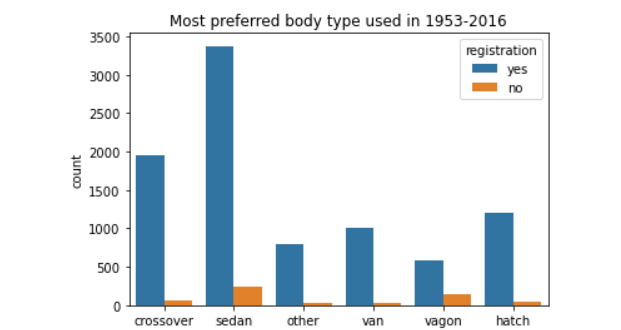 Most preferred body type used in 1953-2016
registration
yes
no
count
3500
3000
2500
2000
1500
1000
500
0
crossover sedan other van vagon hatch